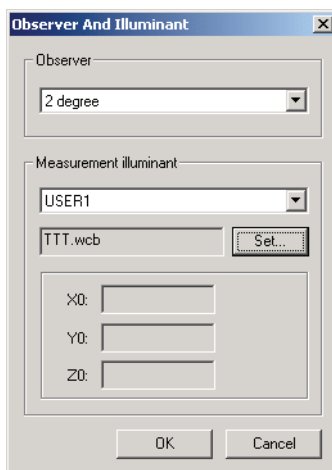 Observer And Illuminant
Observer
2 degree
Measurement illuminant
USER1
TTT.wcb
Set...
X0:
Y0:
Z0:
OK
Cancel